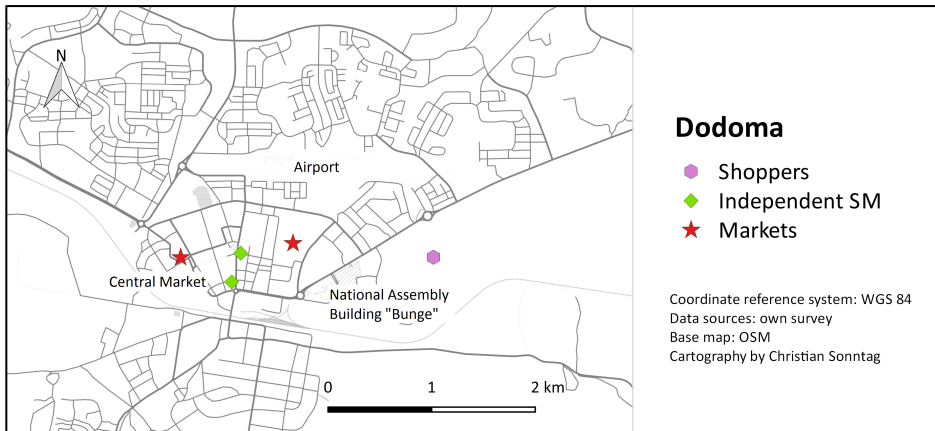 N
Airport
Central Market
National Assembly
Building "Bunge"
0 1 2 km
Dodoma
Shoppers
Independent SM
Markets
Coordinate reference system: WGS 84
Data sources: own survey
Base map: OSM
Cartography by Christian Sonntag